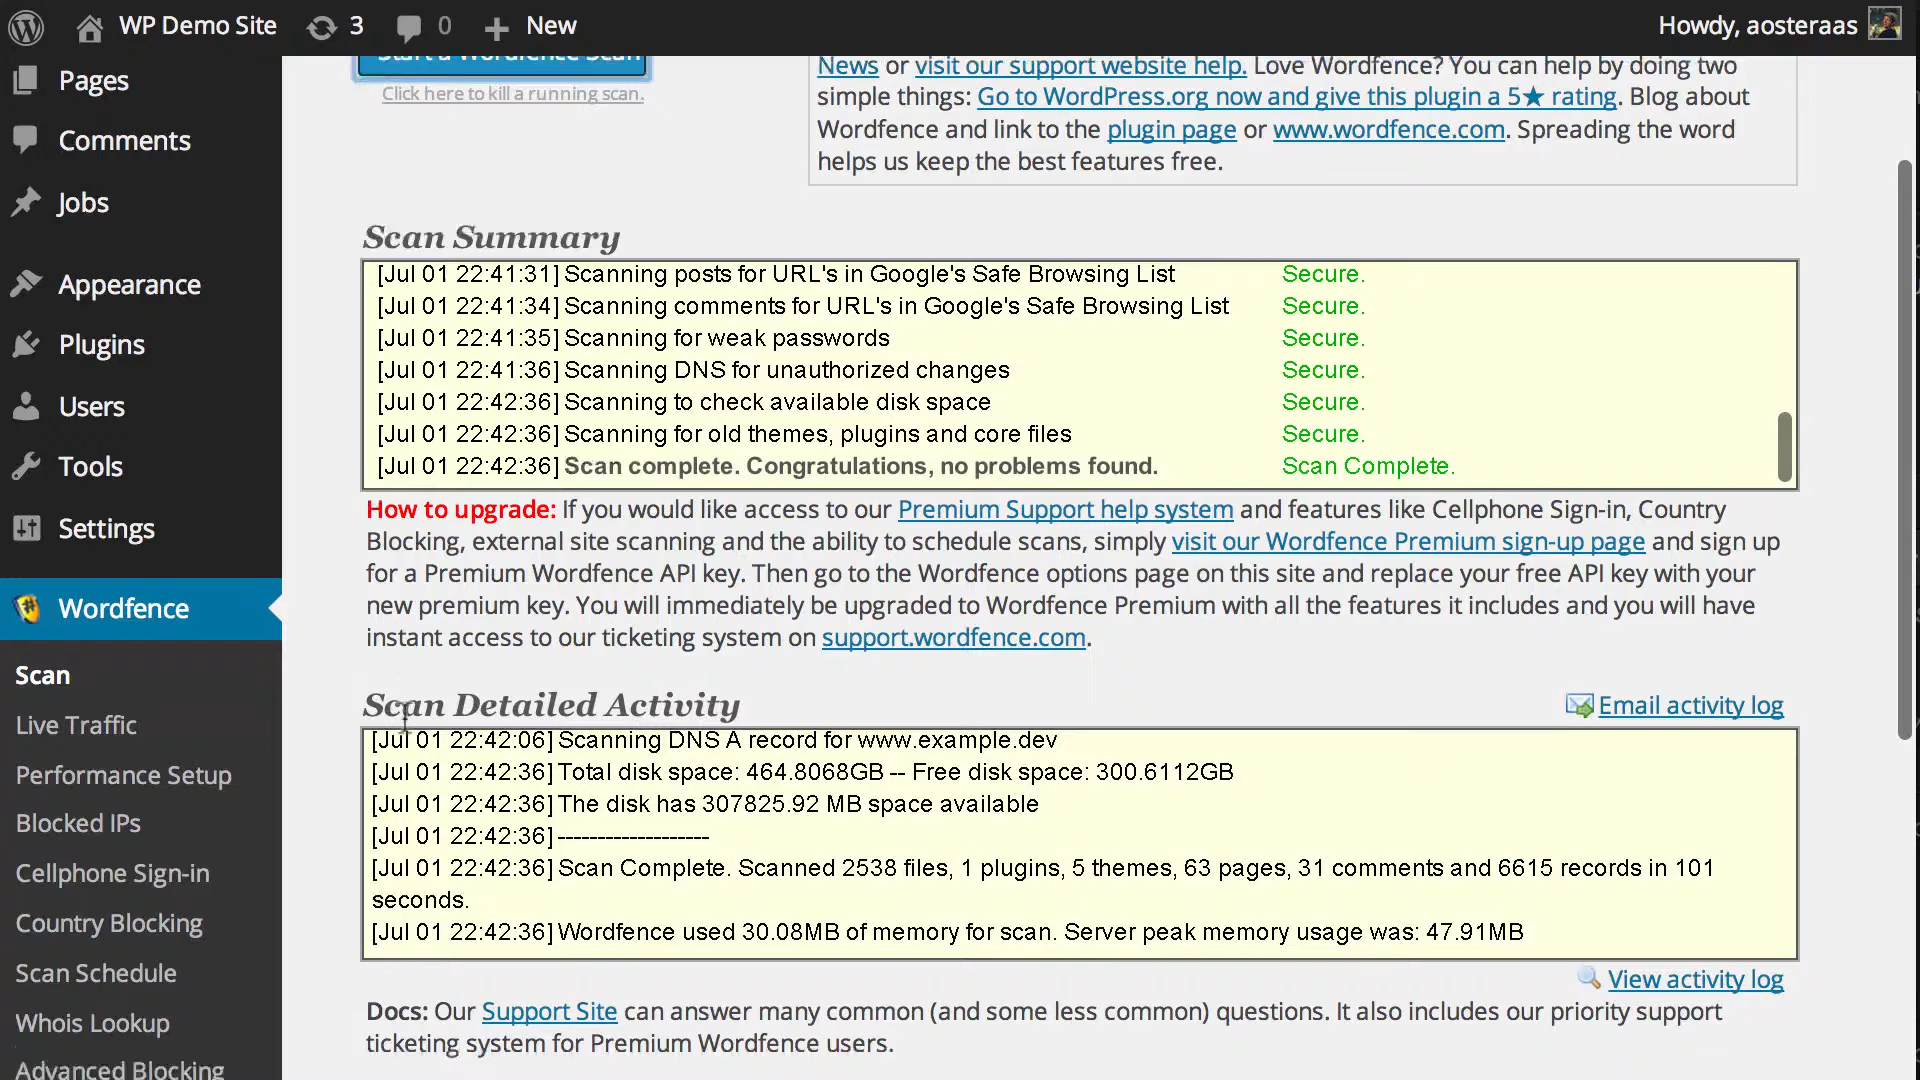 WP Demo Site 3 0 New Howdy, aosteraas
Pages
Comments
Jobs
Appearance
Plugins
Users
Tools
Settings
Wordfence
Scan
Live Traffic
Performance Setup
Blocked IPs
Cellphone Sign-in
Country Blocking
Scan Schedule
Whois Lookup
Advanced Blocking
Start a Wordfence Scan
Click here to kill a running scan.
News or visit our support website help. Love Wordfence? You can help by doing two
simple things: Go to WordPress.org now and give this plugin a 5★ rating. Blog about
Wordfence and link to the plugin page or www.wordfence.com. Spreading the word
helps us keep the best features free.
Scan Summary
[Jul 01 22:41:31] Scanning posts for URL's in Google's Safe Browsing List Secure.
[Jul 01 22:41:34] Scanning comments for URL's in Google's Safe Browsing List Secure.
[Jul 01 22:41:35] Scanning for weak passwords Secure.
[Jul 01 22:41:36] Scanning DNS for unauthorized changes Secure.
[Jul 01 22:42:36] Scanning to check available disk space Secure.
[Jul 01 22:42:36] Scanning for old themes, plugins and core files Secure.
[Jul 01 22:42:36] Scan complete. Congratulations, no problems found. Scan Complete.
How to upgrade: If you would like access to our Premium Support help system and features like Cellphone Sign-in, Country
Blocking, external site scanning and the ability to schedule scans, simply visit our Wordfence Premium sign-up page and sign up
for a Premium Wordfence API key. Then go to the Wordfence options page on this site and replace your free API key with your
new premium key. You will immediately be upgraded to Wordfence Premium with all the features it includes and you will have
instant access to our ticketing system on support.wordfence.com.
Scan Detailed Activity Email activity log
[Jul 01 22:42:06] Scanning DNS A record for www.example.dev
[Jul 01 22:42:36] Total disk space: 464.8068GB -- Free disk space: 300.6112GB
[Jul 01 22:42:36] The disk has 307825.92 MB space available
[Jul 01 22:42:36] -------------------
[Jul 01 22:42:36] Scan Complete. Scanned 2538 files, 1 plugins, 5 themes, 63 pages, 31 comments and 6615 records in 101
seconds.
[Jul 01 22:42:36] Wordfence used 30.08MB of memory for scan. Server peak memory usage was: 47.91MB
View activity log
Docs: Our Support Site can answer many common (and some less common) questions. It also includes our priority support
ticketing system for Premium Wordfence users.